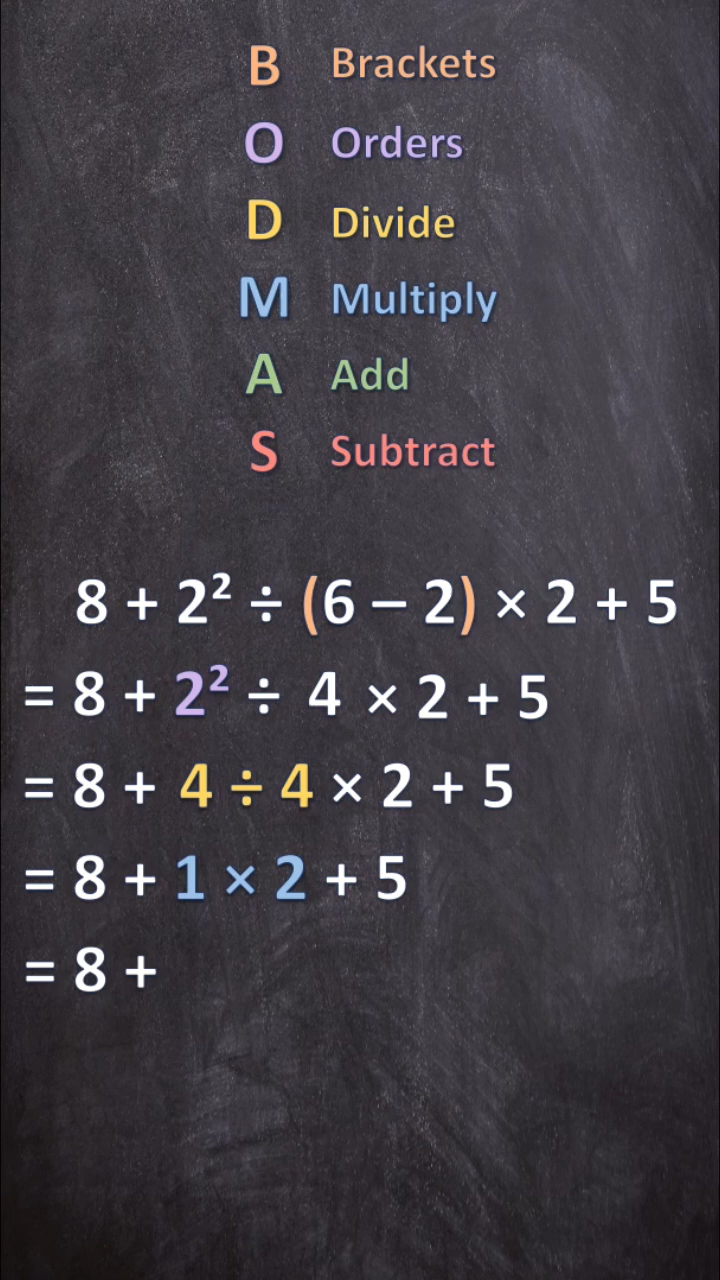 B Brackets
O Orders
D Divide
M Multiply
A Add
S Subtract
8 + 2² ÷ (6 – 2) × 2 + 5
= 8 + 2² ÷ 4 × 2 + 5
= 8 + 4 ÷ 4 × 2 + 5
= 8 + 1 × 2 + 5
= 8 +